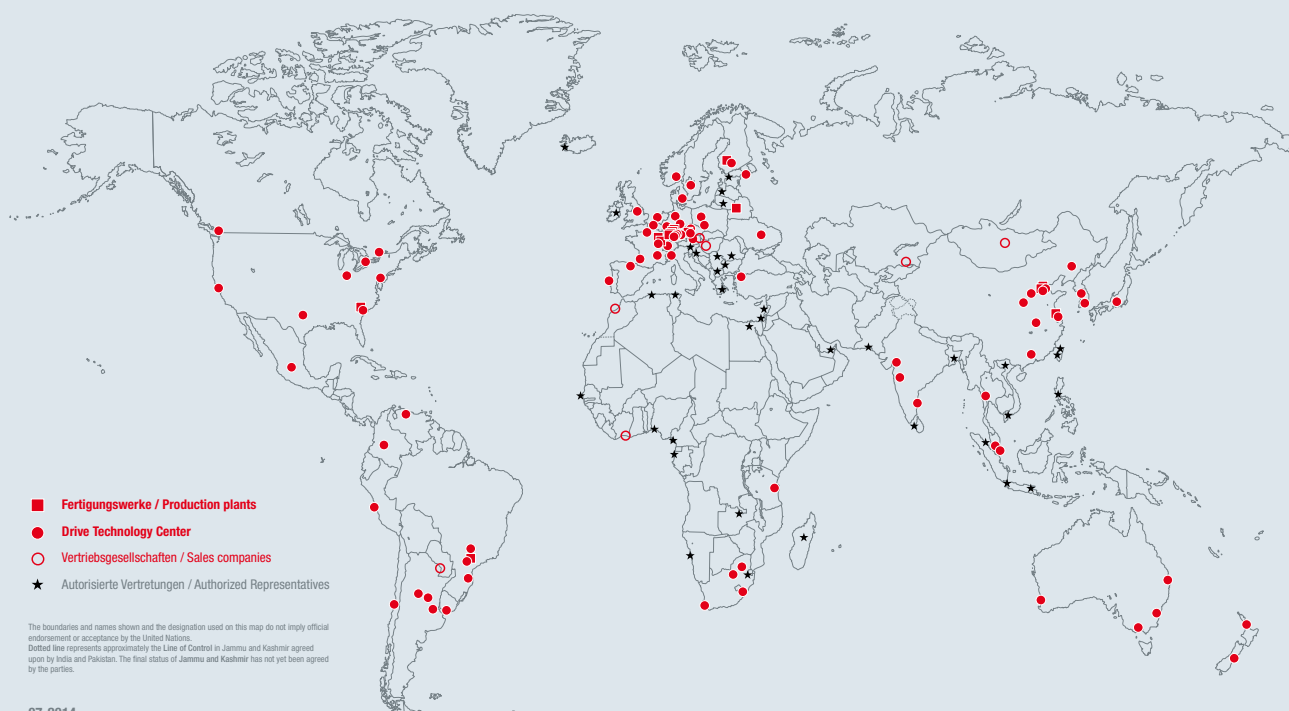 Fertigungswerke / Production plants
Drive Technology Center
Vertriebsgesellschaften / Sales companies
Autorisierte Vertretungen / Authorized Representatives
The boundaries and names shown and the designation used on this map do not imply official
endorsement or acceptance by the United Nations.
Dotted line represents approximately the Line of Control in Jammu and Kashmir agreed
upon by India and Pakistan. The final status of Jammu and Kashmir has not yet been agreed
by the parties.